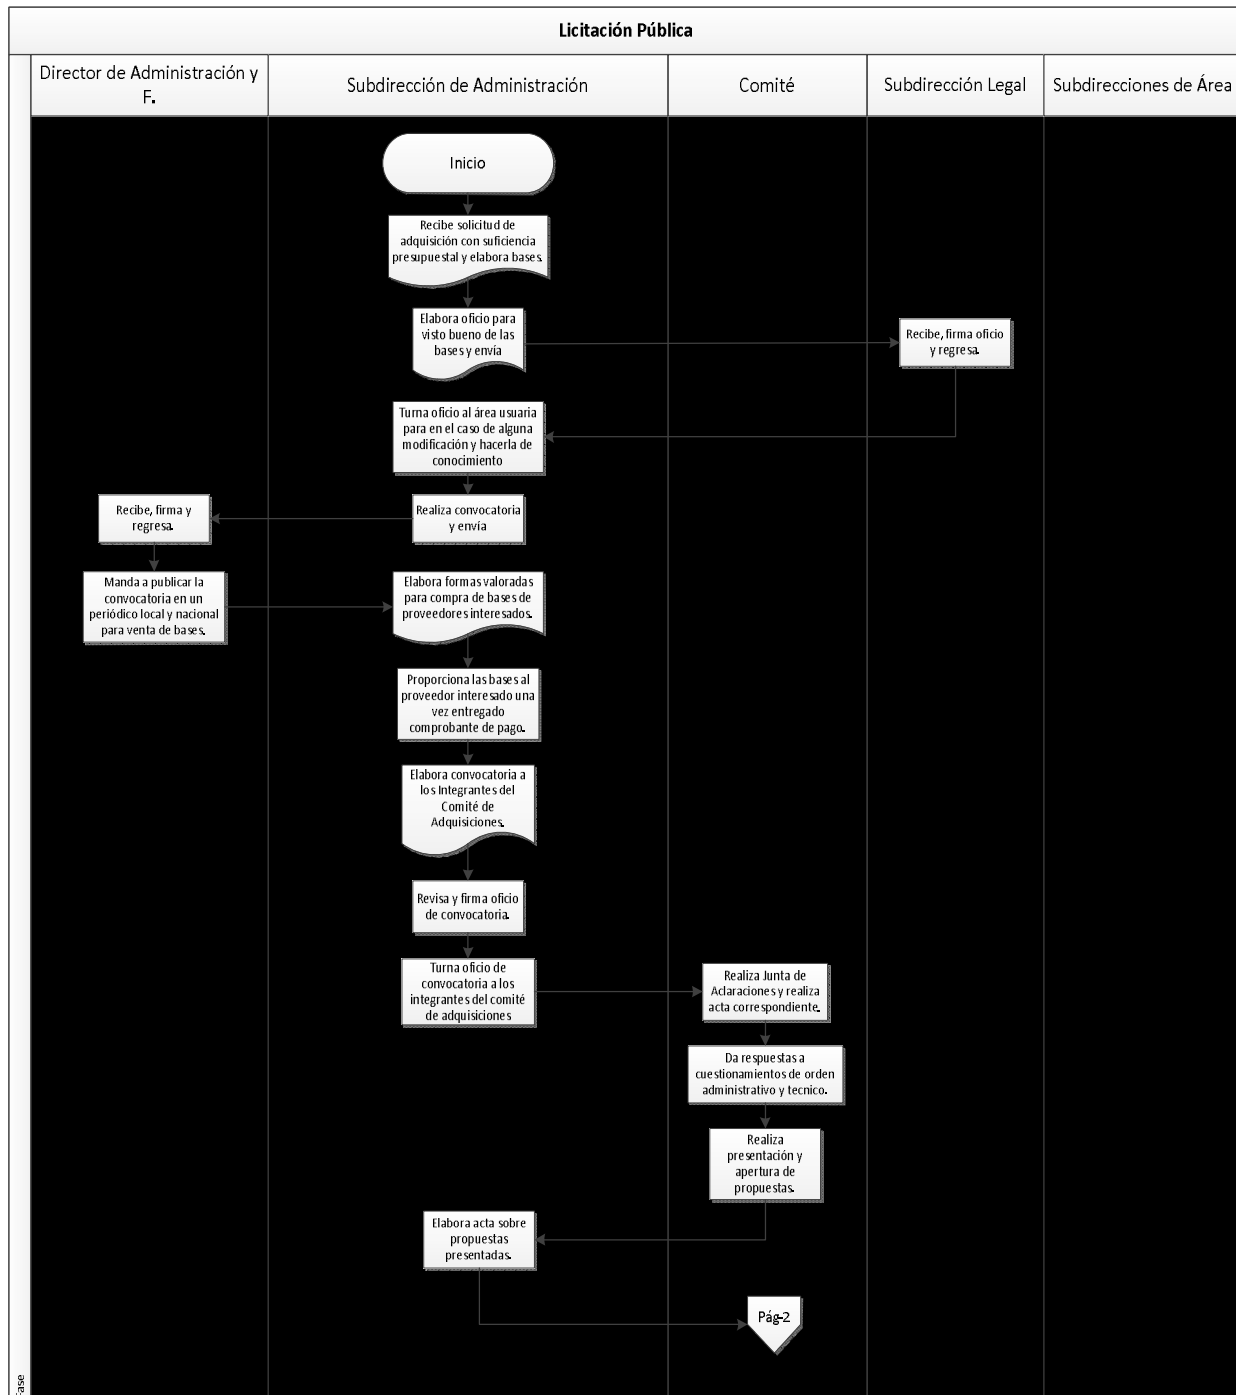 Licitación Pública
Director de Administración y
F.
Subdirección de Administración
Comité
Subdirección Legal
Subdirecciones de Área
Inicio
Recibe solicitud de
adquisición con suficiencia
presupuestal y elabora bases.
Elabora oficio para
visto bueno de las
bases y envía
Recibe, firma oficio
y regresa.
Turna oficio al área usuaria
para en el caso de alguna
modificación y hacerla de
conocimiento
Recibe, firma y
regresa.
Realiza convocatoria
y envía
Manda a publicar la
convocatoria en un
periódico local y nacional
para venta de bases.
Elabora formas valoradas
para compra de bases de
proveedores interesados.
Proporciona las bases al
proveedor interesado una
vez entregado
comprobante de pago.
Elabora convocatoria a
los Integrantes del
Comité de
Adquisiciones.
Revisa y firma oficio
de convocatoria.
Turna oficio de
convocatoria a los
integrantes del comité
de adquisiciones
Realiza Junta de
Aclaraciones y realiza
acta correspondiente.
Da respuestas a
cuestionamientos de orden
administrativo y tecnico.
Realiza
presentación y
apertura de
propuestas.
Elabora acta sobre
propuestas
presentadas.
Pág-2
Fase